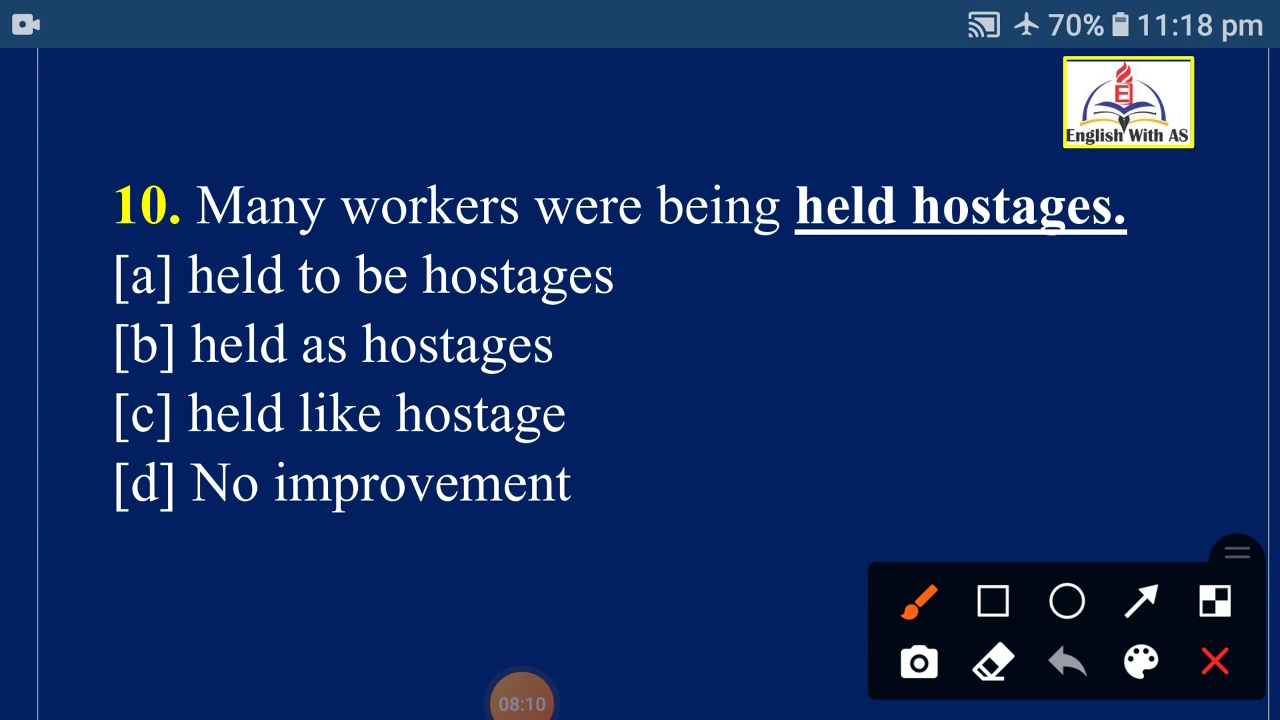 70% 11:18 pm
English With AS
10. Many workers were being held hostages.
[a] held to be hostages
[b] held as hostages
[c] held like hostage
[d] No improvement
08:10